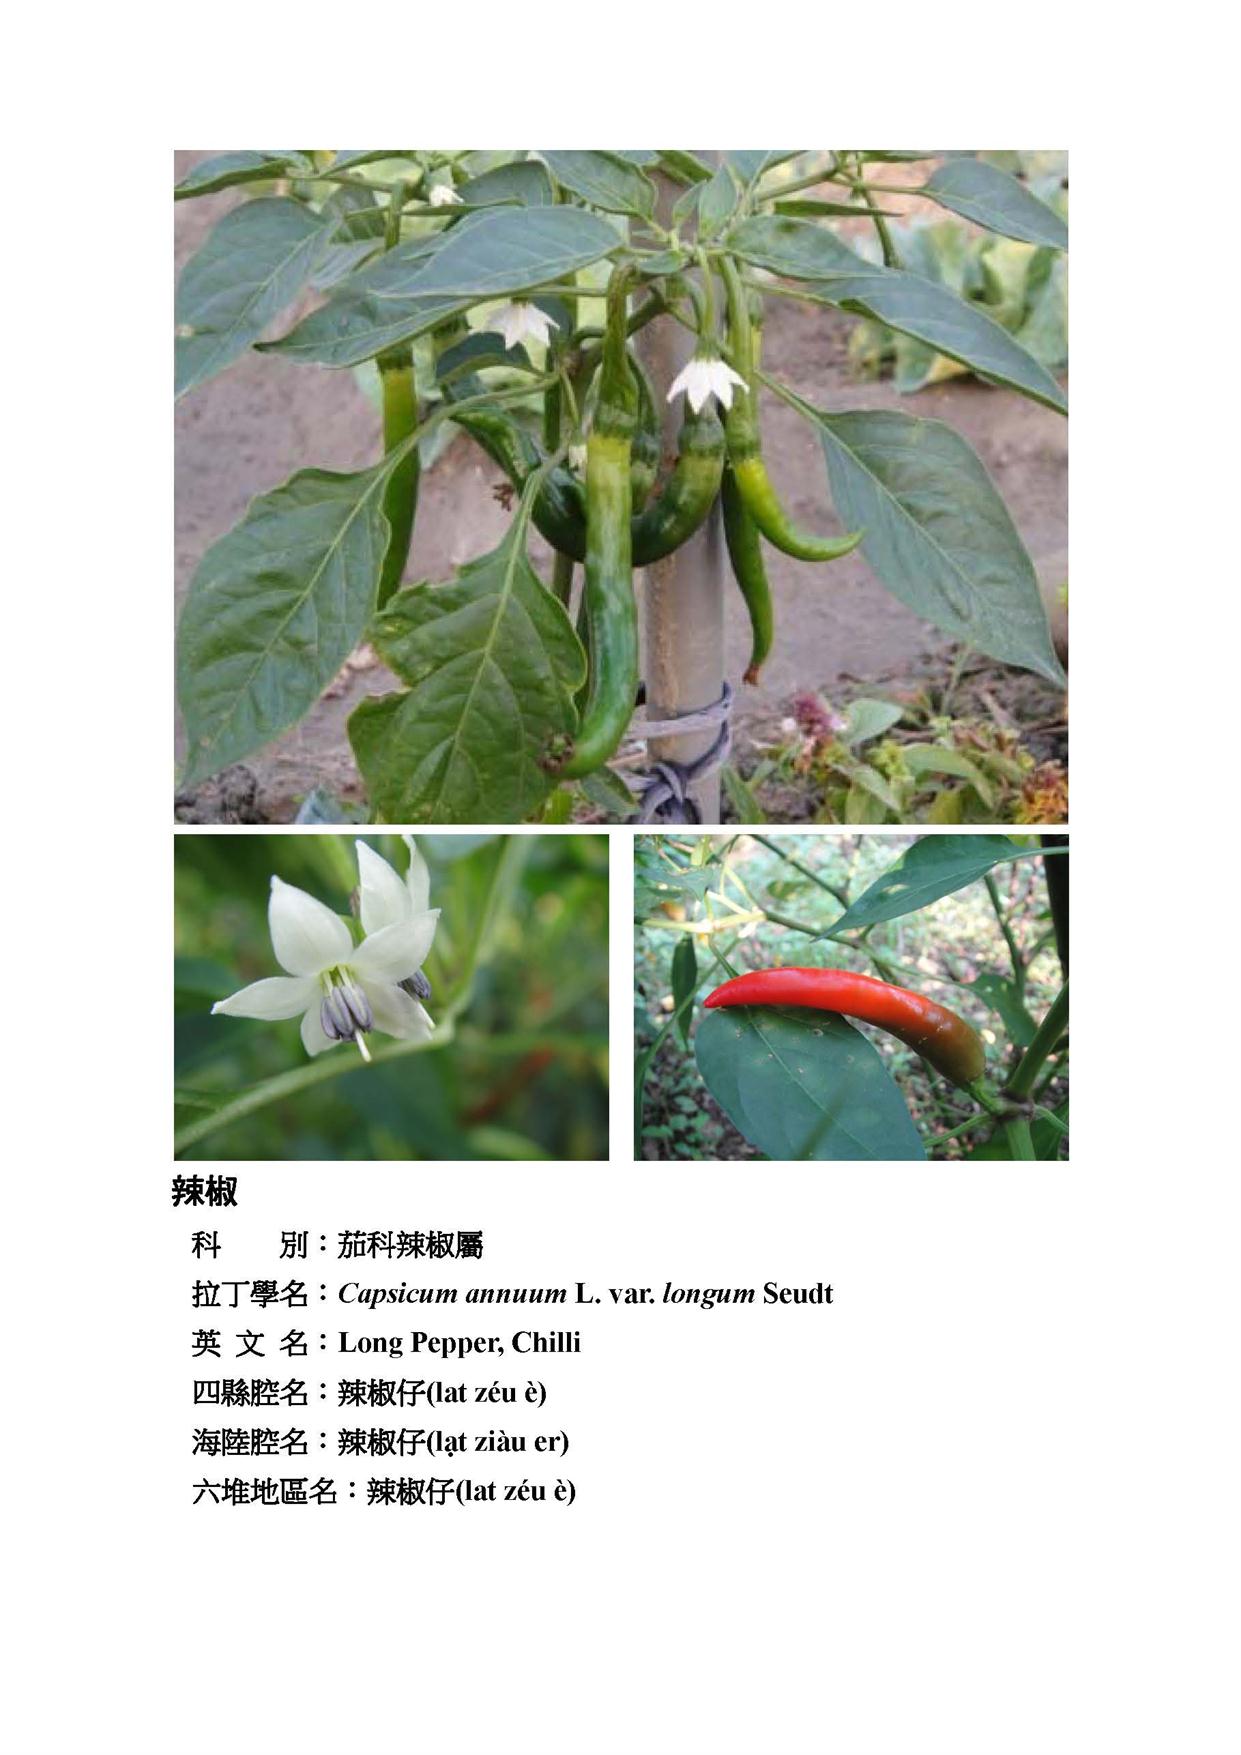 辣椒
科　　別：茄科辣椒屬
拉丁學名：Capsicum annuum L. var. longum Seudt
英 文 名：Long Pepper, Chilli
四縣腔名：辣椒仔(lat zéu è)
海陸腔名：辣椒仔(lạt ziàu er)
六堆地區名：辣椒仔(lat zéu è)